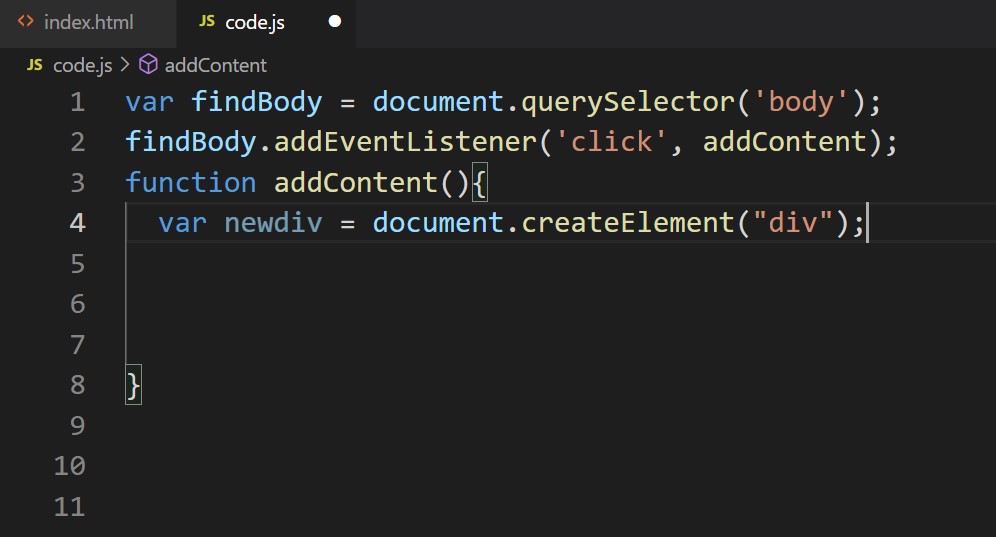 index.html JS code.js
JS code.js > addContent
1 var findBody = document.querySelector('body');
2 findBody.addEventListener('click', addContent);
3 function addContent(){
4 var newdiv = document.createElement("div");
5
6
7
8 }
9
10
11